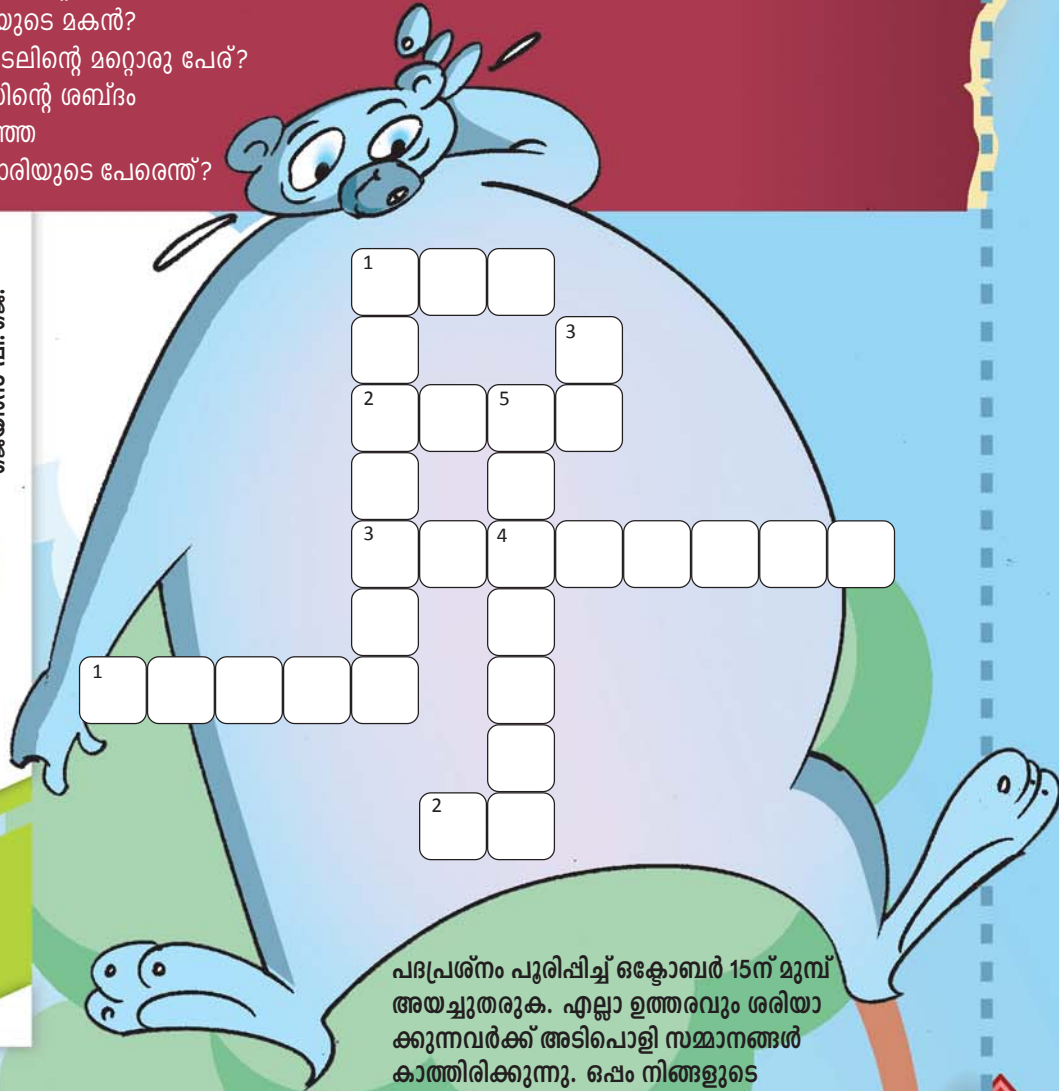 യുടെ മകൻ?
മറ്റൊരു പേര്?
ശബ്ദം
പേരെന്ത്?
1
3
2 5
3 4
1
2
പദപ്രശ്നം പൂരിപ്പിച്ച് ഒക്ടോബർ 15ന് മുമ്പ്
അയച്ചുതരുക. എല്ലാ ഉത്തരവും ശരിയാ
ക്കുന്നവർക്ക് അടിപൊളി സമ്മാനങ്ങൾ
കാത്തിരിക്കുന്നു. ഒപ്പം നിങ്ങളുടെ